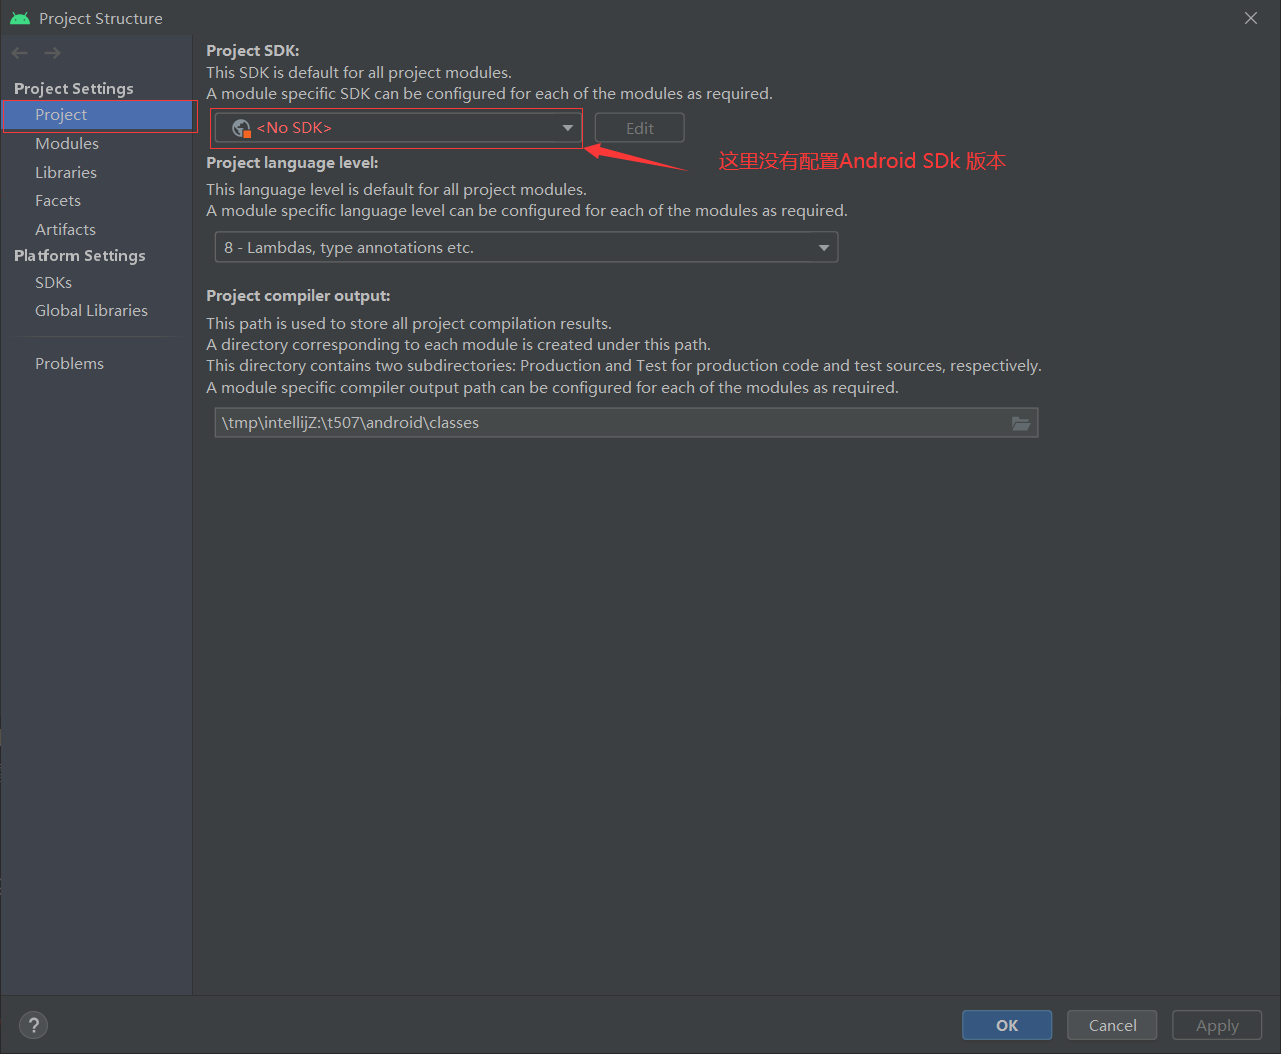 Project Structure
Project Settings
Project
Modules
Libraries
Facets
Artifacts
Platform Settings
SDKs
Global Libraries
Problems
Project SDK:
This SDK is default for all project modules.
A module specific SDK can be configured for each of the modules as required.
<No SDK>
Edit
这里没有配置Android SDk 版本
Project language level:
This language level is default for all project modules.
A module specific language level can be configured for each of the modules as required.
8 - Lambdas, type annotations etc.
Project compiler output:
This path is used to store all project compilation results.
A directory corresponding to each module is created under this path.
This directory contains two subdirectories: Production and Test for production code and test sources, respectively.
A module specific compiler output path can be configured for each of the modules as required.
\tmp\intellijZ:\t507\android\classes
?
OK
Cancel
Apply